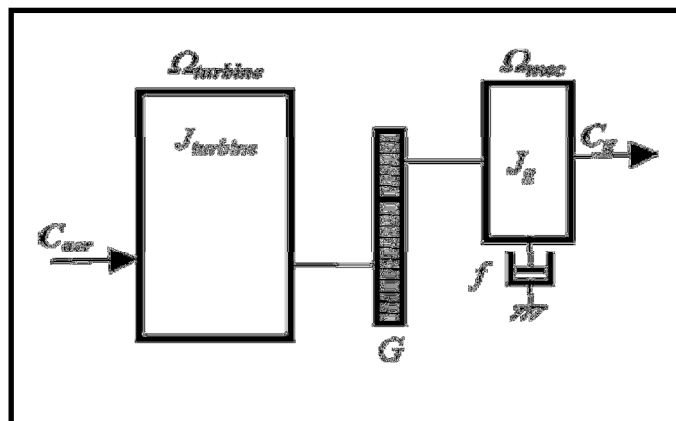 Ω_turbine
Ω_mec
J_turbine
C_g
J_g
C_aer
f
G